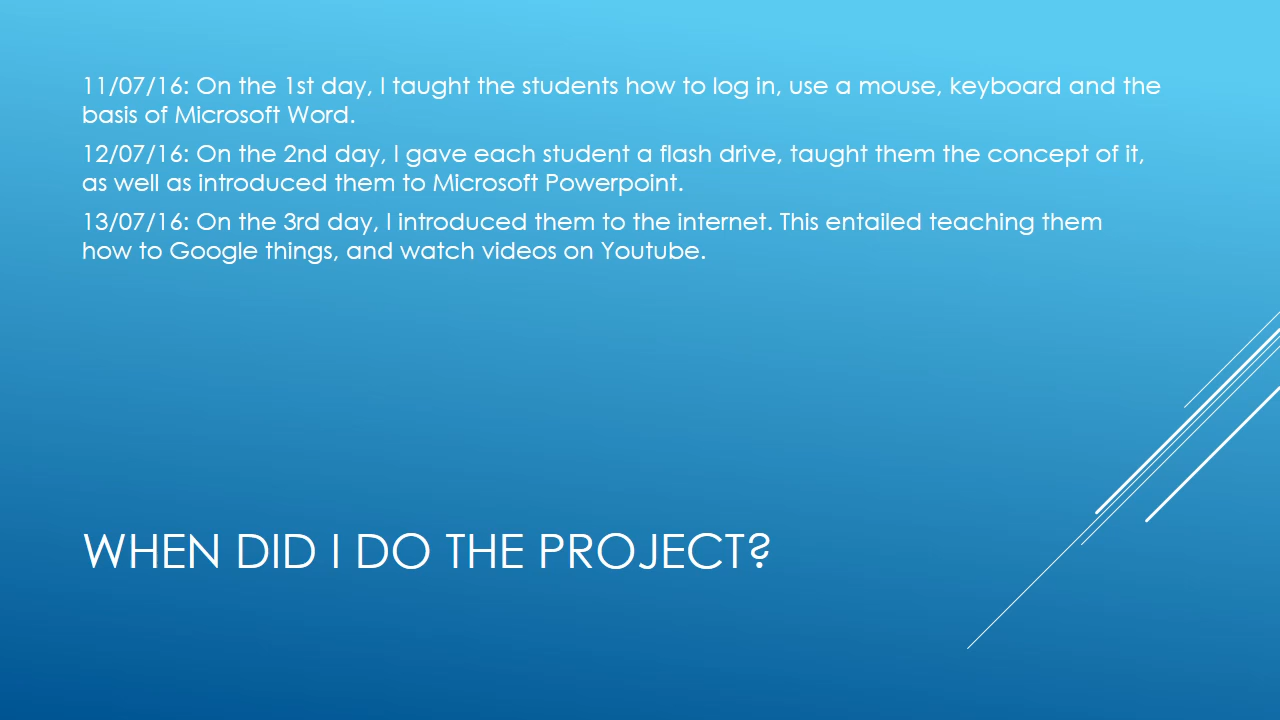 11/07/16: On the 1st day, I taught the students how to log in, use a mouse, keyboard and the
basis of Microsoft Word.
12/07/16: On the 2nd day, I gave each student a flash drive, taught them the concept of it,
as well as introduced them to Microsoft Powerpoint.
13/07/16: On the 3rd day, I introduced them to the internet. This entailed teaching them
how to Google things, and watch videos on Youtube.
WHEN DID I DO THE PROJECT?